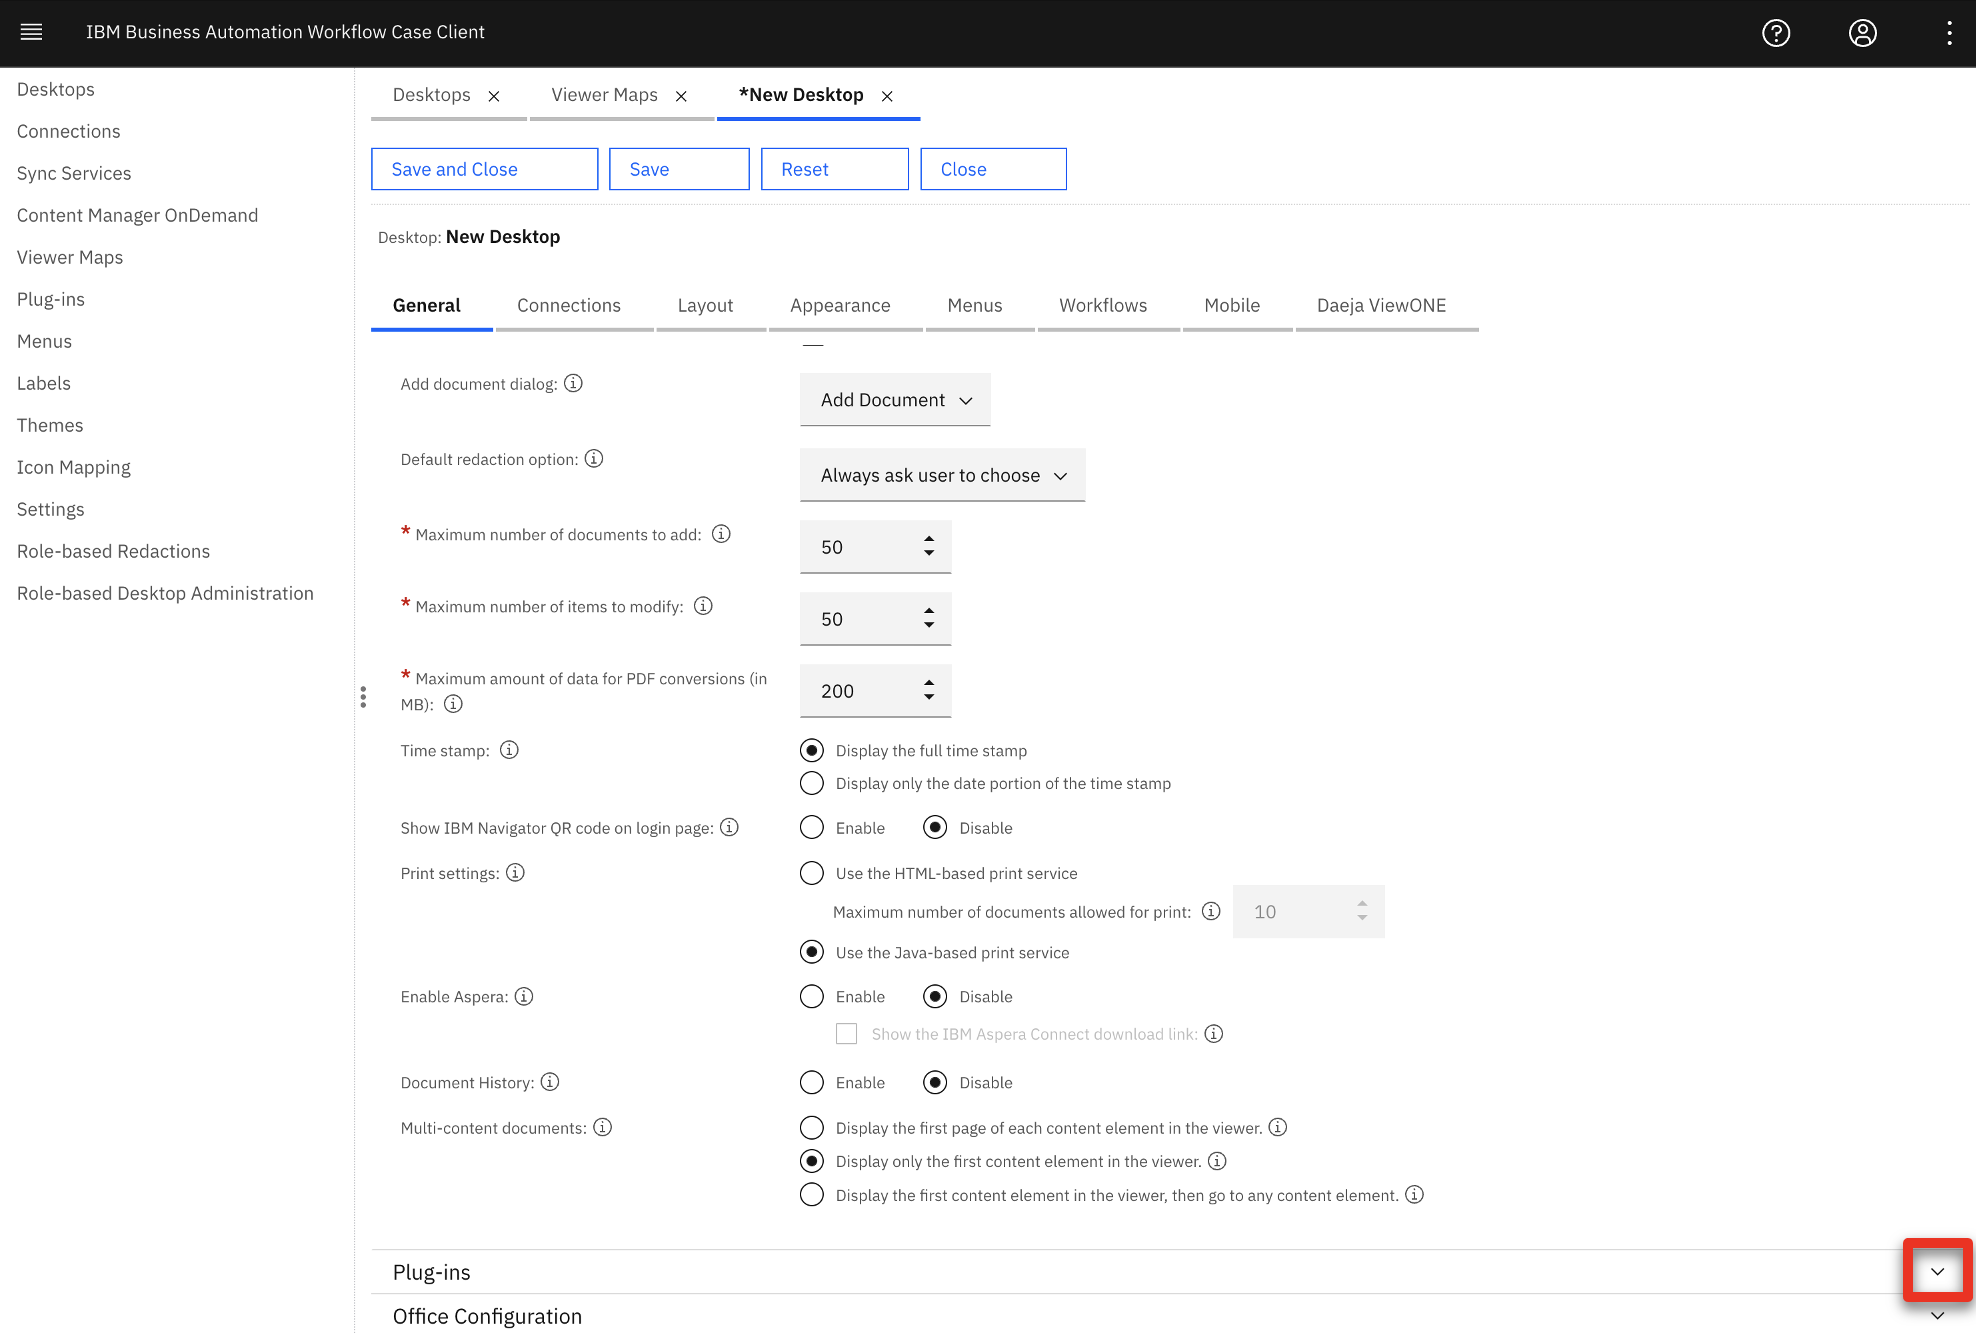 IBM Business Automation Workflow Case Client
Desktops
Connections
Sync Services
Content Manager OnDemand
Viewer Maps
Plug-ins
Menus
Labels
Themes
Icon Mapping
Settings
Role-based Redactions
Role-based Desktop Administration
Desktops Viewer Maps *New Desktop
Save and Close Save Reset Close
Desktop: New Desktop
General Connections Layout Appearance Menus Workflows Mobile Daeja ViewONE
Add document dialog: Add Document
Default redaction option: Always ask user to choose
* Maximum number of documents to add: 50
* Maximum number of items to modify: 50
* Maximum amount of data for PDF conversions (in
MB): 200
Time stamp: Display the full time stamp
Display only the date portion of the time stamp
Show IBM Navigator QR code on login page: Enable Disable
Print settings: Use the HTML-based print service
Maximum number of documents allowed for print: 10
Use the Java-based print service
Enable Aspera: Enable Disable
Show the IBM Aspera Connect download link:
Document History: Enable Disable
Multi-content documents: Display the first page of each content element in the viewer.
Display only the first content element in the viewer.
Display the first content element in the viewer, then go to any content element.
Plug-ins
Office Configuration